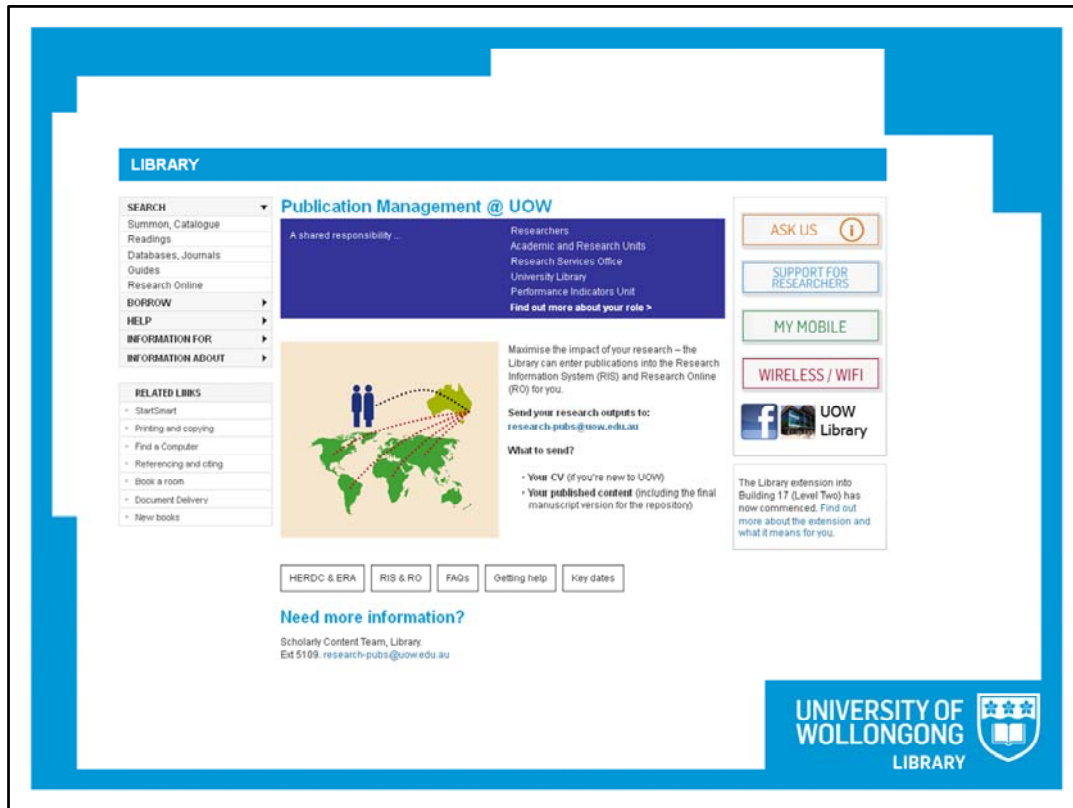 LIBRARY
SEARCH
Summon, Catalogue
Readings
Databases, Journals
Guides
Research Online
BORROW
HELP
INFORMATION FOR
INFORMATION ABOUT
RELATED LINKS
StartSmart
Printing and copying
Find a Computer
Referencing and citing
Book a room
Document Delivery
New books
Publication Management @ UOW
A shared responsibility ...
Researchers
Academic and Research Units
Research Services Office
University Library
Performance Indicators Unit
Find out more about your role >
Maximise the impact of your research – the
Library can enter publications into the Research
Information System (RIS) and Research Online
(RO) for you.
Send your research outputs to:
research-pubs@uow.edu.au
What to send?
• Your CV (if you're new to UOW)
• Your published content (including the final
manuscript version for the repository)
HERDC & ERA
RIS & RO
FAQs
Getting help
Key dates
Need more information?
Scholarly Content Team, Library.
Ext 5109. research-pubs@uow.edu.au
ASK US i
SUPPORT FOR
RESEARCHERS
MY MOBILE
WIRELESS / WIFI
f UOW
Library
The Library extension into
Building 17 (Level Two) has
now commenced. Find out
more about the extension and
what it means for you.
UNIVERSITY OF
WOLLONGONG
LIBRARY